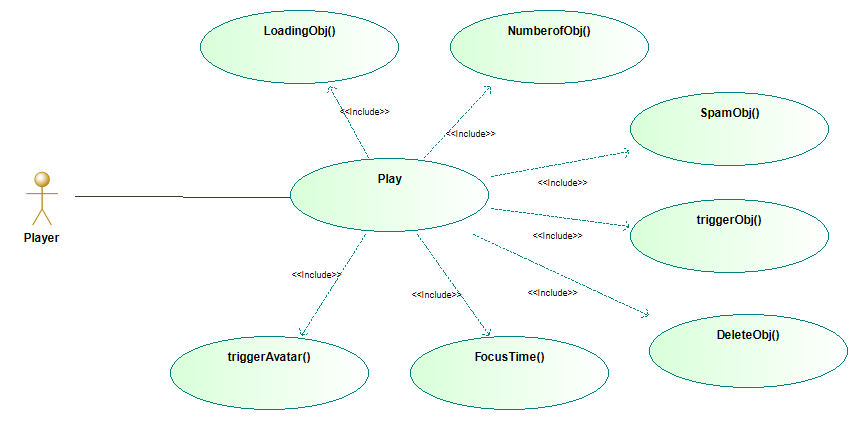 LoadingObj()
NumberofObj()
<<Include>>
<<Include>>
SpamObj()
Play
<<Include>>
triggerObj()
<<Include>>
Player
<<Include>>
<<Include>>
<<Include>>
DeleteObj()
triggerAvatar()
FocusTime()